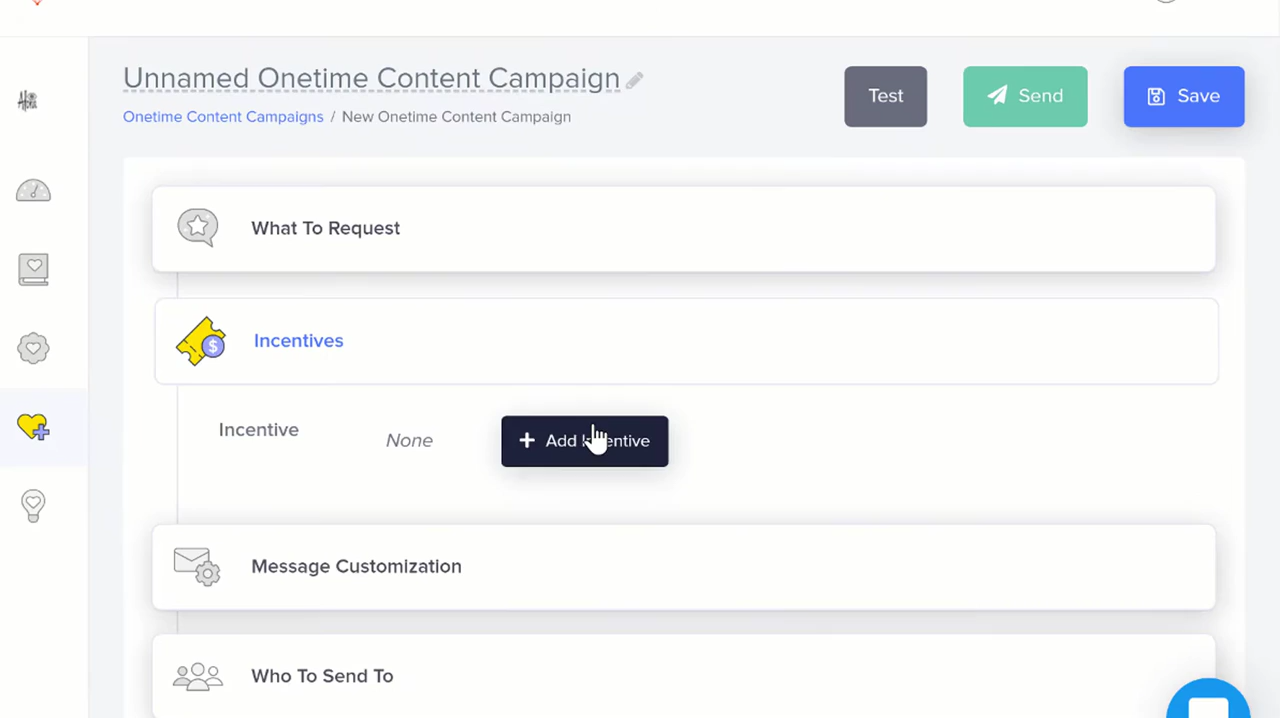 Unnamed Onetime Content Campaign
Onetime Content Campaigns / New Onetime Content Campaign
Test
Send
Save
What To Request
Incentives
Incentive
None
+ Add Incentive
Message Customization
Who To Send To